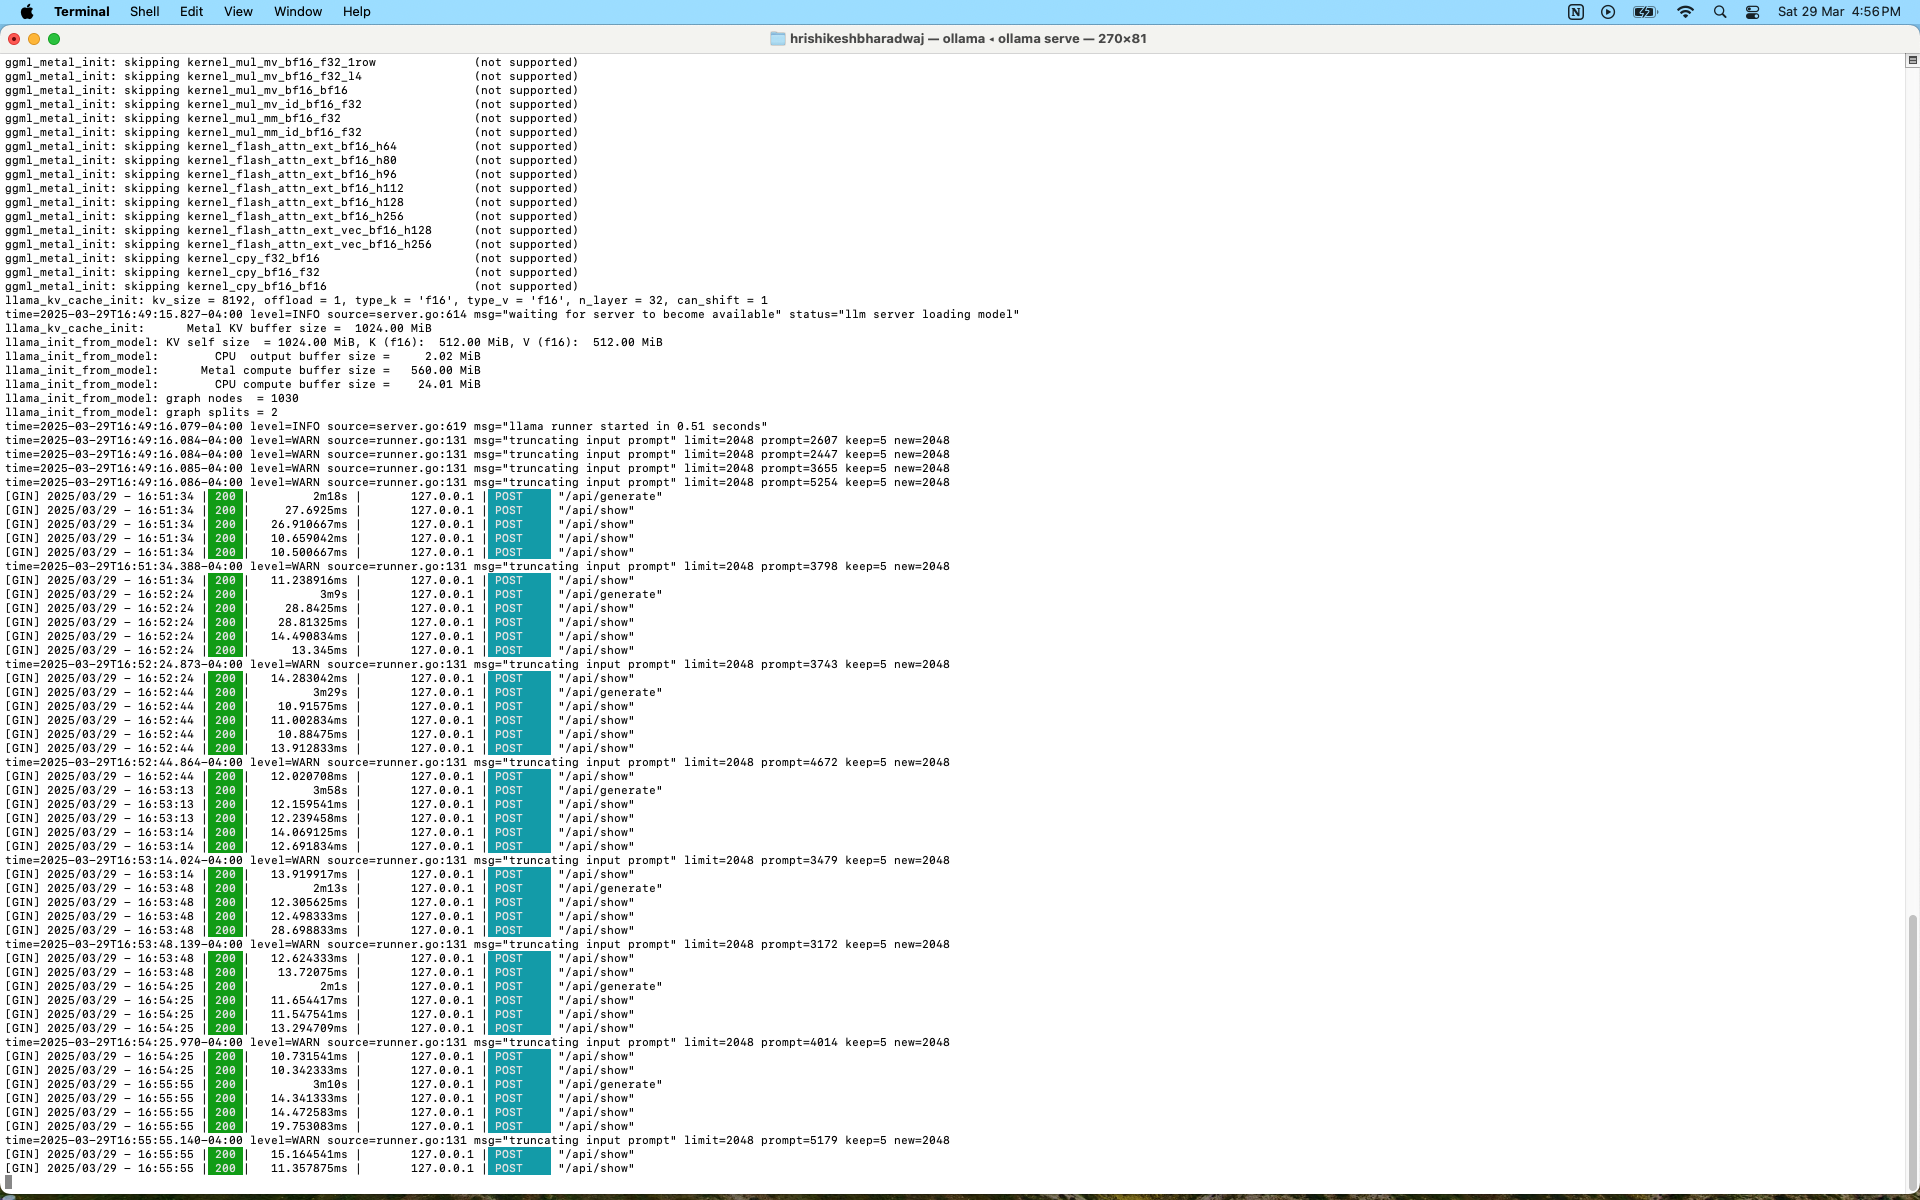 Terminal Shell Edit View Window Help Sat 29 Mar 4:56 PM
hrishikeshbharadwaj — ollama ◂ ollama serve — 270×81
ggml_metal_init: skipping kernel_mul_mv_bf16_f32_1row (not supported)
ggml_metal_init: skipping kernel_mul_mv_bf16_f32_l4 (not supported)
ggml_metal_init: skipping kernel_mul_mv_bf16_bf16 (not supported)
ggml_metal_init: skipping kernel_mul_mv_id_bf16_f32 (not supported)
ggml_metal_init: skipping kernel_mul_mm_bf16_f32 (not supported)
ggml_metal_init: skipping kernel_mul_mm_id_bf16_f32 (not supported)
ggml_metal_init: skipping kernel_flash_attn_ext_bf16_h64 (not supported)
ggml_metal_init: skipping kernel_flash_attn_ext_bf16_h80 (not supported)
ggml_metal_init: skipping kernel_flash_attn_ext_bf16_h96 (not supported)
ggml_metal_init: skipping kernel_flash_attn_ext_bf16_h112 (not supported)
ggml_metal_init: skipping kernel_flash_attn_ext_bf16_h128 (not supported)
ggml_metal_init: skipping kernel_flash_attn_ext_bf16_h256 (not supported)
ggml_metal_init: skipping kernel_flash_attn_ext_vec_bf16_h128 (not supported)
ggml_metal_init: skipping kernel_flash_attn_ext_vec_bf16_h256 (not supported)
ggml_metal_init: skipping kernel_cpy_f32_bf16 (not supported)
ggml_metal_init: skipping kernel_cpy_bf16_f32 (not supported)
ggml_metal_init: skipping kernel_cpy_bf16_bf16 (not supported)
llama_kv_cache_init: kv_size = 8192, offload = 1, type_k = 'f16', type_v = 'f16', n_layer = 32, can_shift = 1
time=2025-03-29T16:49:15.827-04:00 level=INFO source=server.go:614 msg="waiting for server to become available" status="llm server loading model"
llama_kv_cache_init: Metal KV buffer size = 1024.00 MiB
llama_init_from_model: KV self size = 1024.00 MiB, K (f16): 512.00 MiB, V (f16): 512.00 MiB
llama_init_from_model: CPU output buffer size = 2.02 MiB
llama_init_from_model: Metal compute buffer size = 560.00 MiB
llama_init_from_model: CPU compute buffer size = 24.01 MiB
llama_init_from_model: graph nodes = 1030
llama_init_from_model: graph splits = 2
time=2025-03-29T16:49:16.079-04:00 level=INFO source=server.go:619 msg="llama runner started in 0.51 seconds"
time=2025-03-29T16:49:16.084-04:00 level=WARN source=runner.go:131 msg="truncating input prompt" limit=2048 prompt=2607 keep=5 new=2048
time=2025-03-29T16:49:16.084-04:00 level=WARN source=runner.go:131 msg="truncating input prompt" limit=2048 prompt=2447 keep=5 new=2048
time=2025-03-29T16:49:16.085-04:00 level=WARN source=runner.go:131 msg="truncating input prompt" limit=2048 prompt=3655 keep=5 new=2048
time=2025-03-29T16:49:16.086-04:00 level=WARN source=runner.go:131 msg="truncating input prompt" limit=2048 prompt=5254 keep=5 new=2048
[GIN] 2025/03/29 - 16:51:34 | 200 | 2m18s | 127.0.0.1 | POST "/api/generate"
[GIN] 2025/03/29 - 16:51:34 | 200 | 27.6925ms | 127.0.0.1 | POST "/api/show"
[GIN] 2025/03/29 - 16:51:34 | 200 | 26.910667ms | 127.0.0.1 | POST "/api/show"
[GIN] 2025/03/29 - 16:51:34 | 200 | 10.659042ms | 127.0.0.1 | POST "/api/show"
[GIN] 2025/03/29 - 16:51:34 | 200 | 10.500667ms | 127.0.0.1 | POST "/api/show"
time=2025-03-29T16:51:34.388-04:00 level=WARN source=runner.go:131 msg="truncating input prompt" limit=2048 prompt=3798 keep=5 new=2048
[GIN] 2025/03/29 - 16:51:34 | 200 | 11.238916ms | 127.0.0.1 | POST "/api/show"
[GIN] 2025/03/29 - 16:52:24 | 200 | 3m9s | 127.0.0.1 | POST "/api/generate"
[GIN] 2025/03/29 - 16:52:24 | 200 | 28.8425ms | 127.0.0.1 | POST "/api/show"
[GIN] 2025/03/29 - 16:52:24 | 200 | 28.81325ms | 127.0.0.1 | POST "/api/show"
[GIN] 2025/03/29 - 16:52:24 | 200 | 14.490834ms | 127.0.0.1 | POST "/api/show"
[GIN] 2025/03/29 - 16:52:24 | 200 | 13.345ms | 127.0.0.1 | POST "/api/show"
time=2025-03-29T16:52:24.873-04:00 level=WARN source=runner.go:131 msg="truncating input prompt" limit=2048 prompt=3743 keep=5 new=2048
[GIN] 2025/03/29 - 16:52:24 | 200 | 14.283042ms | 127.0.0.1 | POST "/api/show"
[GIN] 2025/03/29 - 16:52:44 | 200 | 3m29s | 127.0.0.1 | POST "/api/generate"
[GIN] 2025/03/29 - 16:52:44 | 200 | 10.91575ms | 127.0.0.1 | POST "/api/show"
[GIN] 2025/03/29 - 16:52:44 | 200 | 11.002834ms | 127.0.0.1 | POST "/api/show"
[GIN] 2025/03/29 - 16:52:44 | 200 | 10.88475ms | 127.0.0.1 | POST "/api/show"
[GIN] 2025/03/29 - 16:52:44 | 200 | 13.912833ms | 127.0.0.1 | POST "/api/show"
time=2025-03-29T16:52:44.864-04:00 level=WARN source=runner.go:131 msg="truncating input prompt" limit=2048 prompt=4672 keep=5 new=2048
[GIN] 2025/03/29 - 16:52:44 | 200 | 12.020708ms | 127.0.0.1 | POST "/api/show"
[GIN] 2025/03/29 - 16:53:13 | 200 | 3m58s | 127.0.0.1 | POST "/api/generate"
[GIN] 2025/03/29 - 16:53:13 | 200 | 12.159541ms | 127.0.0.1 | POST "/api/show"
[GIN] 2025/03/29 - 16:53:13 | 200 | 12.239458ms | 127.0.0.1 | POST "/api/show"
[GIN] 2025/03/29 - 16:53:14 | 200 | 14.069125ms | 127.0.0.1 | POST "/api/show"
[GIN] 2025/03/29 - 16:53:14 | 200 | 12.691834ms | 127.0.0.1 | POST "/api/show"
time=2025-03-29T16:53:14.024-04:00 level=WARN source=runner.go:131 msg="truncating input prompt" limit=2048 prompt=3479 keep=5 new=2048
[GIN] 2025/03/29 - 16:53:14 | 200 | 13.919917ms | 127.0.0.1 | POST "/api/show"
[GIN] 2025/03/29 - 16:53:48 | 200 | 2m13s | 127.0.0.1 | POST "/api/generate"
[GIN] 2025/03/29 - 16:53:48 | 200 | 12.305625ms | 127.0.0.1 | POST "/api/show"
[GIN] 2025/03/29 - 16:53:48 | 200 | 12.498333ms | 127.0.0.1 | POST "/api/show"
[GIN] 2025/03/29 - 16:53:48 | 200 | 28.698833ms | 127.0.0.1 | POST "/api/show"
time=2025-03-29T16:53:48.139-04:00 level=WARN source=runner.go:131 msg="truncating input prompt" limit=2048 prompt=3172 keep=5 new=2048
[GIN] 2025/03/29 - 16:53:48 | 200 | 12.624333ms | 127.0.0.1 | POST "/api/show"
[GIN] 2025/03/29 - 16:53:48 | 200 | 13.72075ms | 127.0.0.1 | POST "/api/show"
[GIN] 2025/03/29 - 16:54:25 | 200 | 2m1s | 127.0.0.1 | POST "/api/generate"
[GIN] 2025/03/29 - 16:54:25 | 200 | 11.654417ms | 127.0.0.1 | POST "/api/show"
[GIN] 2025/03/29 - 16:54:25 | 200 | 11.547541ms | 127.0.0.1 | POST "/api/show"
[GIN] 2025/03/29 - 16:54:25 | 200 | 13.294709ms | 127.0.0.1 | POST "/api/show"
time=2025-03-29T16:54:25.970-04:00 level=WARN source=runner.go:131 msg="truncating input prompt" limit=2048 prompt=4014 keep=5 new=2048
[GIN] 2025/03/29 - 16:54:25 | 200 | 10.731541ms | 127.0.0.1 | POST "/api/show"
[GIN] 2025/03/29 - 16:54:25 | 200 | 10.342333ms | 127.0.0.1 | POST "/api/show"
[GIN] 2025/03/29 - 16:55:55 | 200 | 3m10s | 127.0.0.1 | POST "/api/generate"
[GIN] 2025/03/29 - 16:55:55 | 200 | 14.341333ms | 127.0.0.1 | POST "/api/show"
[GIN] 2025/03/29 - 16:55:55 | 200 | 14.472583ms | 127.0.0.1 | POST "/api/show"
[GIN] 2025/03/29 - 16:55:55 | 200 | 19.753083ms | 127.0.0.1 | POST "/api/show"
time=2025-03-29T16:55:55.140-04:00 level=WARN source=runner.go:131 msg="truncating input prompt" limit=2048 prompt=5179 keep=5 new=2048
[GIN] 2025/03/29 - 16:55:55 | 200 | 15.164541ms | 127.0.0.1 | POST "/api/show"
[GIN] 2025/03/29 - 16:55:55 | 200 | 11.357875ms | 127.0.0.1 | POST "/api/show"